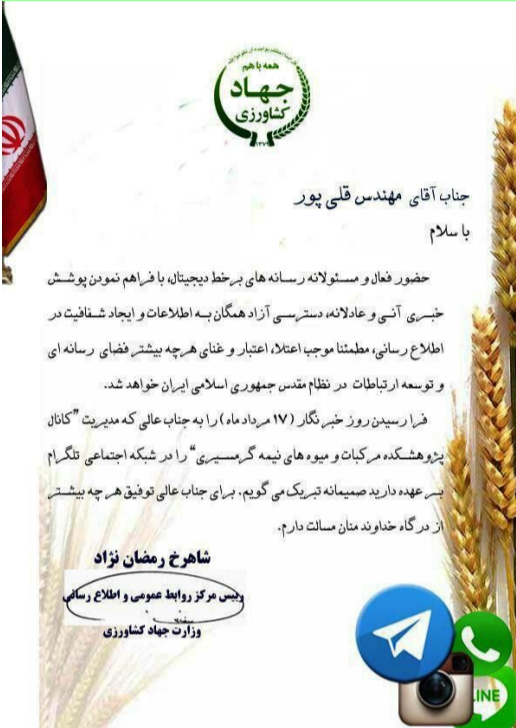 همه با هم
جهاد
کشاورزی
جناب آقای مهندس قلی پور
با سلام
حضور فعال و مسئولانه رسانه های برخط دیجیتال، با فراهم نمودن پوشش
خبری آنی و عادلانه، دسترسی آزاد همگان به اطلاعات و ایجاد شفافیت در
اطلاع رسانی، مطمئنا موجب اعتلا، اعتبار و غنای هرچه بیشتر فضای رسانه ای
و توسعه ارتباطات در نظام مقدس جمهوری اسلامی ایران خواهد شد.
فرا رسیدن روز خبرنگار (۱۷ مرداد ماه) را به جناب عالی که مدیریت "کانال
پژوهشکده مرکبات و میوه های نیمه گرمسیری" را در شبکه اجتماعی تلگرام
بر عهده دارید صمیمانه تبریک می گویم. برای جناب عالی توفیق هر چه بیشتر
از درگاه خداوند منان مسالت دارم.
شاهرخ رمضان نژاد
رییس مرکز روابط عمومی و اطلاع رسانی
وزارت جهاد کشاورزی
LINE